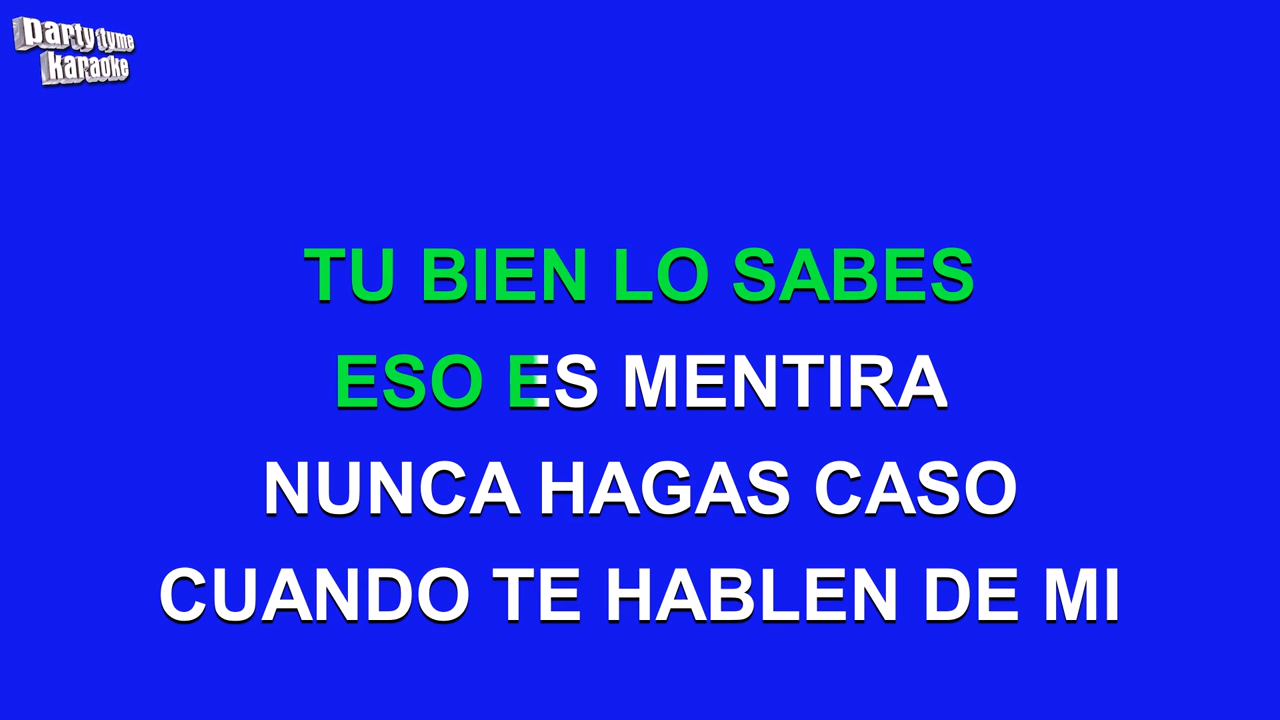 party tyme
karaoke
TU BIEN LO SABES
ESO ES MENTIRA
NUNCA HAGAS CASO
CUANDO TE HABLEN DE MI